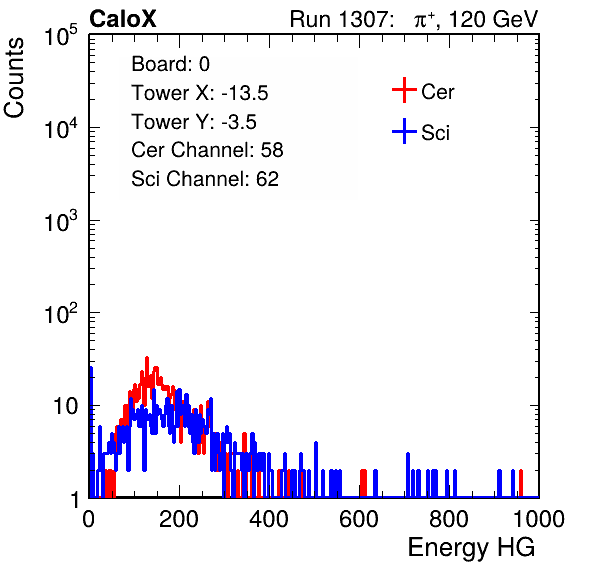 CaloX Run 1307: π⁺, 120 GeV
Board: 0
Tower X: -13.5
Tower Y: -3.5
Cer Channel: 58
Sci Channel: 62
Cer
Sci
Counts
10⁵
10⁴
10³
10²
10
1
0 200 400 600 800 1000
Energy HG